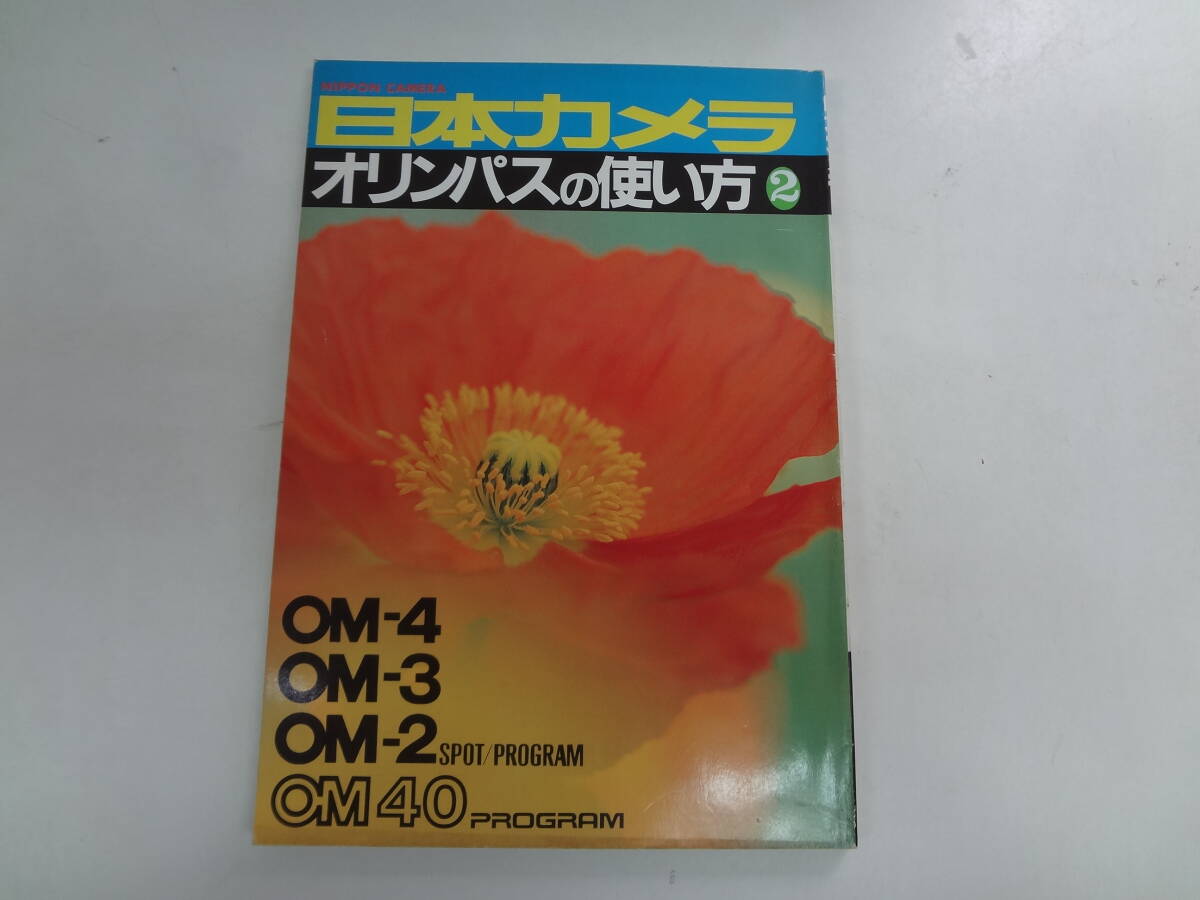 NIPPON CAMERA
日本カメラ
オリンパスの使い方 2
OM-4
OM-3
OM-2 SPOT/PROGRAM
OM40 PROGRAM